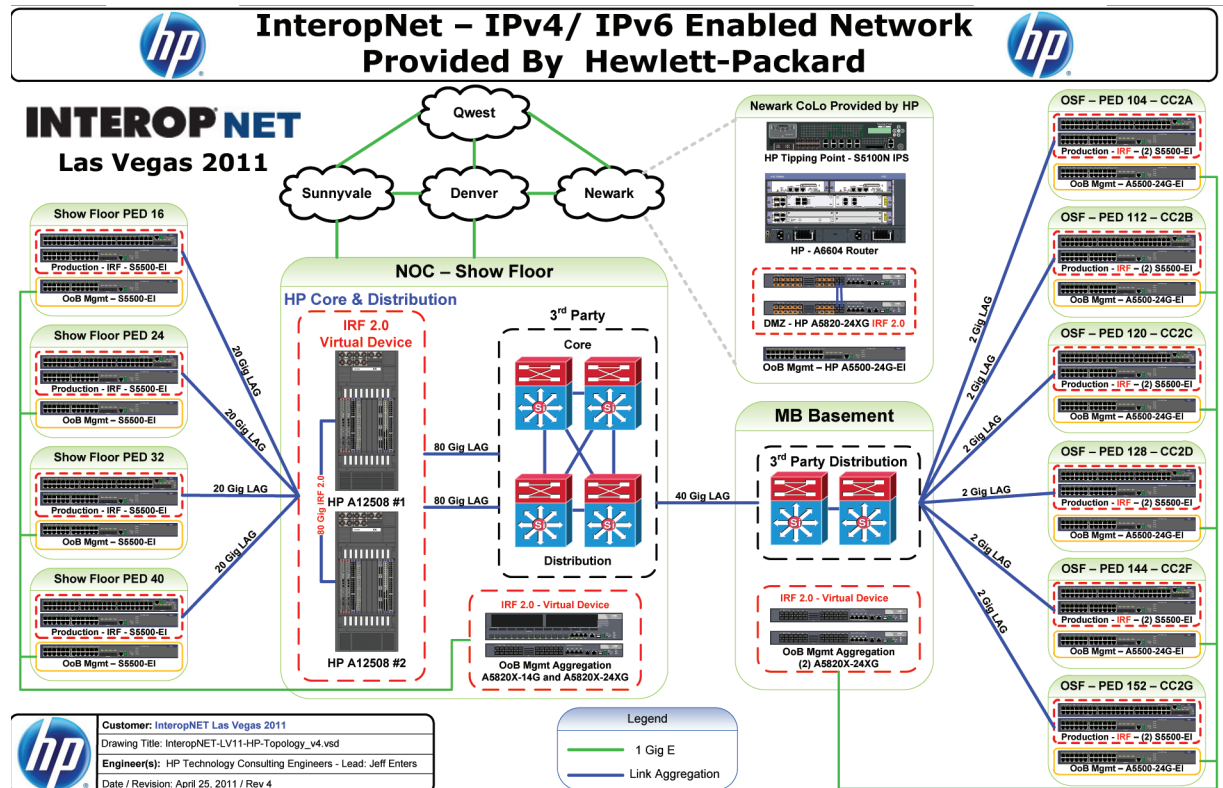 InteropNet – IPv4/ IPv6 Enabled Network
Provided By Hewlett-Packard
hp
hp
INTEROP NET
Las Vegas 2011
Qwest
Sunnyvale
Denver
Newark
Show Floor PED 16
Production - IRF - S5500-EI
OoB Mgmt – S5500-EI
Show Floor PED 24
Production - IRF - S5500-EI
OoB Mgmt – S5500-EI
Show Floor PED 32
Production - IRF - S5500-EI
OoB Mgmt – S5500-EI
Show Floor PED 40
Production - IRF - S5500-EI
OoB Mgmt – S5500-EI
20 Gig LAG
20 Gig LAG
20 Gig LAG
20 Gig LAG
NOC – Show Floor
HP Core & Distribution
IRF 2.0
Virtual Device
80 Gig IRF 2.0
HP A12508 #1
HP A12508 #2
80 Gig LAG
80 Gig LAG
3rd Party
Core
Si
Si
Si
Si
Distribution
IRF 2.0 - Virtual Device
OoB Mgmt Aggregation
A5820X-14G and A5820X-24XG
40 Gig LAG
Newark CoLo Provided by HP
HP Tipping Point - S5100N IPS
HP - A6604 Router
DMZ - HP A5820-24XG IRF 2.0
OoB Mgmt – HP A5500-24G-EI
MB Basement
3rd Party Distribution
Si
Si
IRF 2.0 - Virtual Device
OoB Mgmt Aggregation
(2) A5820X-24XG
2 Gig LAG
2 Gig LAG
2 Gig LAG
2 Gig LAG
2 Gig LAG
2 Gig LAG
OSF – PED 104 – CC2A
Production - IRF – (2) S5500-EI
OoB Mgmt – A5500-24G-EI
OSF – PED 112 – CC2B
Production - IRF – (2) S5500-EI
OoB Mgmt – A5500-24G-EI
OSF – PED 120 – CC2C
Production - IRF – (2) S5500-EI
OoB Mgmt – A5500-24G-EI
OSF – PED 128 – CC2D
Production - IRF – (2) S5500-EI
OoB Mgmt – A5500-24G-EI
OSF – PED 144 – CC2F
Production - IRF – (2) S5500-EI
OoB Mgmt – A5500-24G-EI
OSF – PED 152 – CC2G
Production - IRF – (2) S5500-EI
OoB Mgmt – A5500-24G-EI
hp
Customer: InteropNET Las Vegas 2011
Drawing Title: InteropNET-LV11-HP-Topology_v4.vsd
Engineer(s): HP Technology Consulting Engineers - Lead: Jeff Enters
Date / Revision: April 25, 2011 / Rev 4
Legend
1 Gig E
Link Aggregation